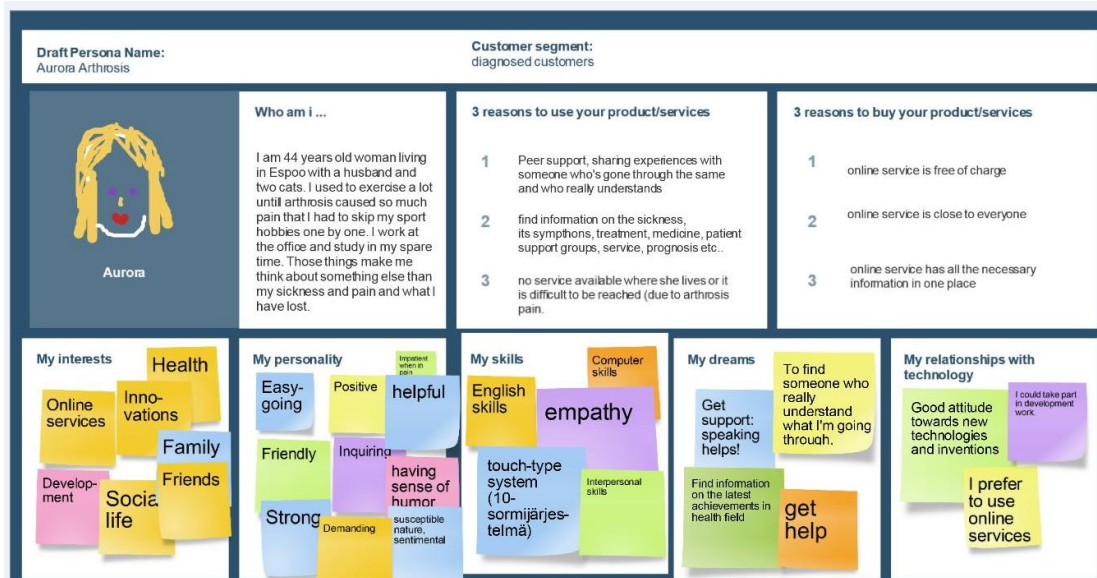 Draft Persona Name:
Aurora Arthrosis
Customer segment:
diagnosed customers
Aurora
Who am i ...
I am 44 years old woman living
in Espoo with a husband and
two cats. I used to exercise a lot
untill arthrosis caused so much
pain that I had to skip my sport
hobbies one by one. I work at
the office and study in my spare
time. Those things make me
think about something else than
my sickness and pain and what I
have lost.
3 reasons to use your product/services
1
Peer support, sharing experiences with
someone who's gone through the same
and who really understands
2
find information on the sickness,
its sympthons, treatment, medicine, patient
support groups, service, prognosis etc..
3
no service available where she lives or it
is difficult to be reached (due to arthrosis
pain.
3 reasons to buy your product/services
1
online service is free of charge
2
online service is close to everyone
3
online service has all the necessary
information in one place
My interests
Health
Online
services
Inno-
vations
Family
Develop-
ment
Social
life
Friends
My personality
Impatient
when in
pain
Easy-
going
Positive
helpful
Friendly
Inquiring
having
sense of
humor
Strong
Demanding
susceptible
nature,
sentimental
My skills
Computer
skills
English
skills
empathy
touch-type
system
(10-
sormijärjes-
telmä)
Interpersonal
skills
My dreams
To find
someone who
really
understand
what I'm going
through.
Get
support:
speaking
helps!
Find information
on the latest
achievements in
health field
get
help
My relationships with
technology
Good attitude
towards new
technologies
and inventions
I could take part
in development
work.
I prefer
to use
online
services